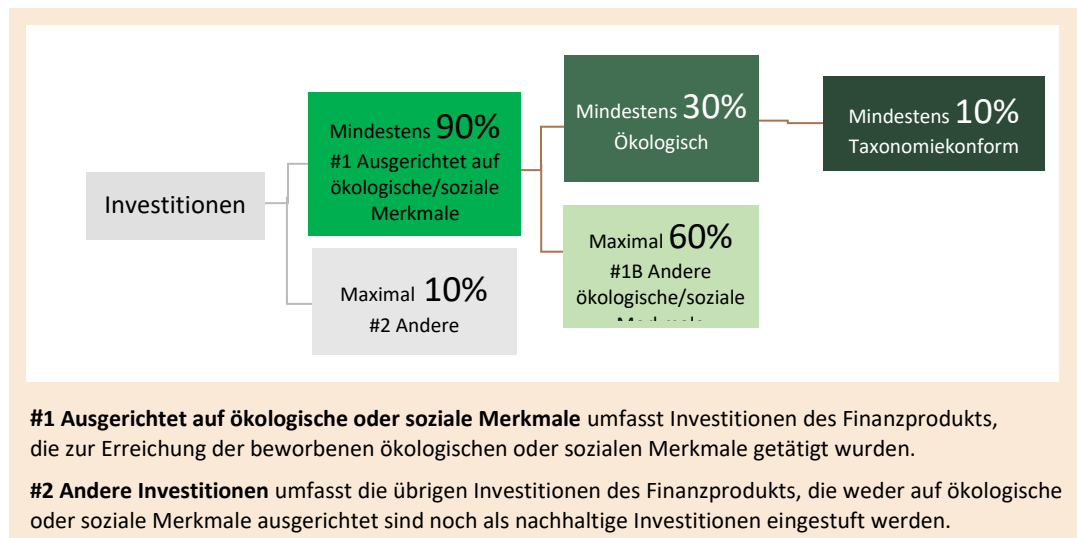 Investitionen
Mindestens 90%
#1 Ausgerichtet auf
ökologische/soziale
Merkmale
Maximal 10%
#2 Andere
Mindestens 30%
Ökologisch
Maximal 60%
#1B Andere
ökologische/soziale
Mindestens 10%
Taxonomiekonform
#1 Ausgerichtet auf ökologische oder soziale Merkmale umfasst Investitionen des Finanzprodukts,
die zur Erreichung der beworbenen ökologischen oder sozialen Merkmale getätigt wurden.
#2 Andere Investitionen umfasst die übrigen Investitionen des Finanzprodukts, die weder auf ökologische
oder soziale Merkmale ausgerichtet sind noch als nachhaltige Investitionen eingestuft werden.